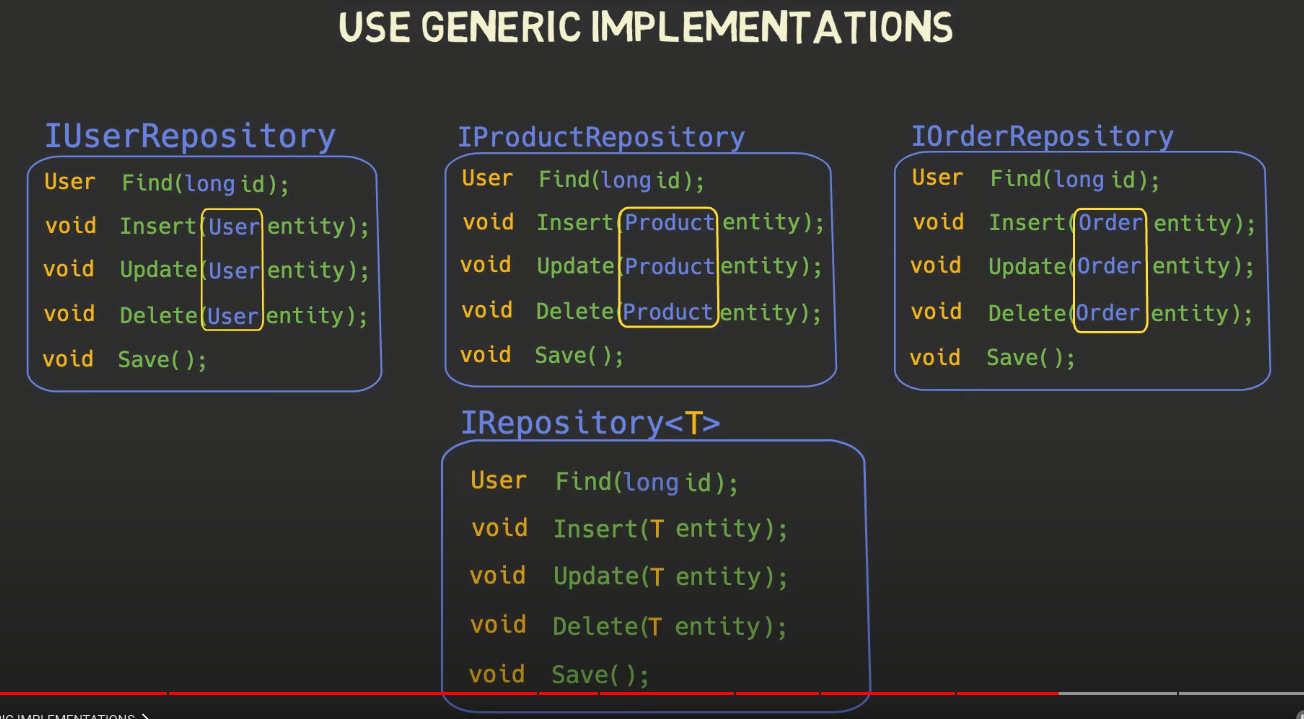 USE GENERIC IMPLEMENTATIONS
IUserRepository
User Find(long id);
void Insert(User entity);
void Update(User entity);
void Delete(User entity);
void Save();
IProductRepository
User Find(long id);
void Insert(Product entity);
void Update(Product entity);
void Delete(Product entity);
void Save();
IOrderRepository
User Find(long id);
void Insert(Order entity);
void Update(Order entity);
void Delete(Order entity);
void Save();
IRepository<T>
User Find(long id);
void Insert(T entity);
void Update(T entity);
void Delete(T entity);
void Save();
IMPLEMENTATIONS